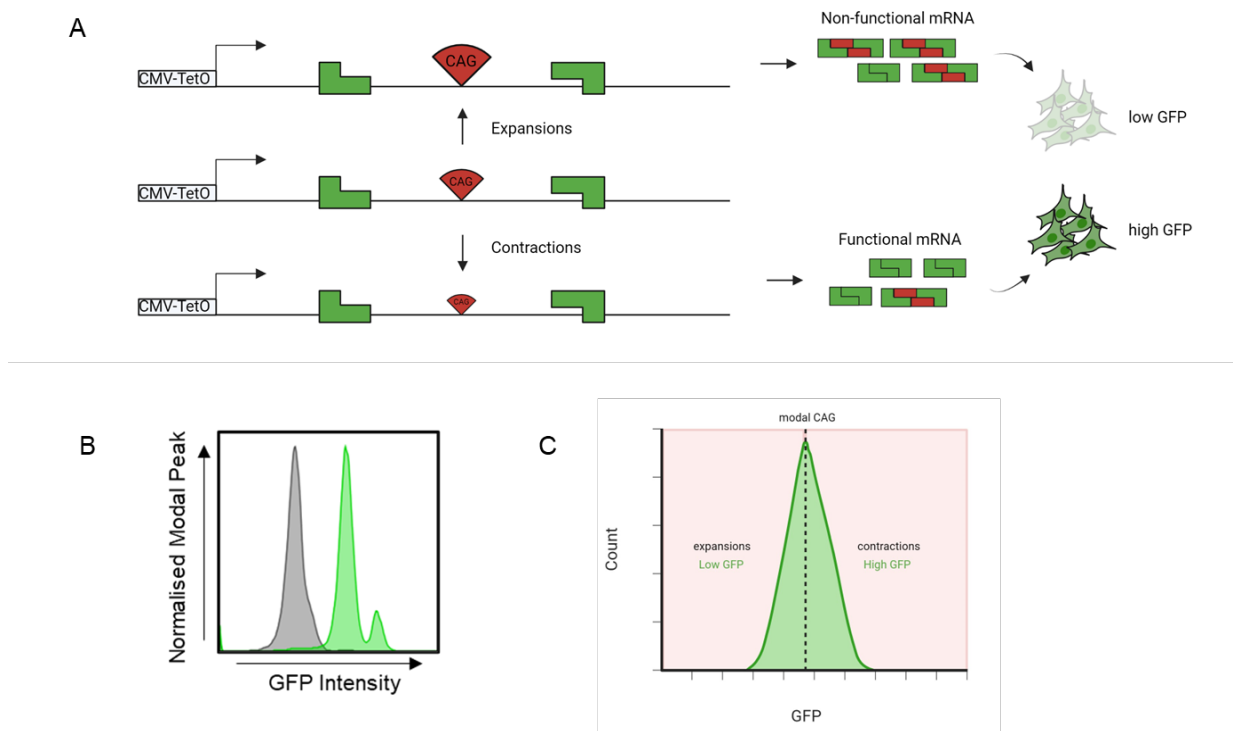 A
Non-functional mRNA
CMV-TetO
CAG
low GFP
Expansions
CMV-TetO
CAG
Contractions
Functional mRNA
high GFP
CMV-TetO
CAG
B
Normalised Modal Peak
GFP Intensity
C
modal CAG
Count
expansions
Low GFP
contractions
High GFP
GFP